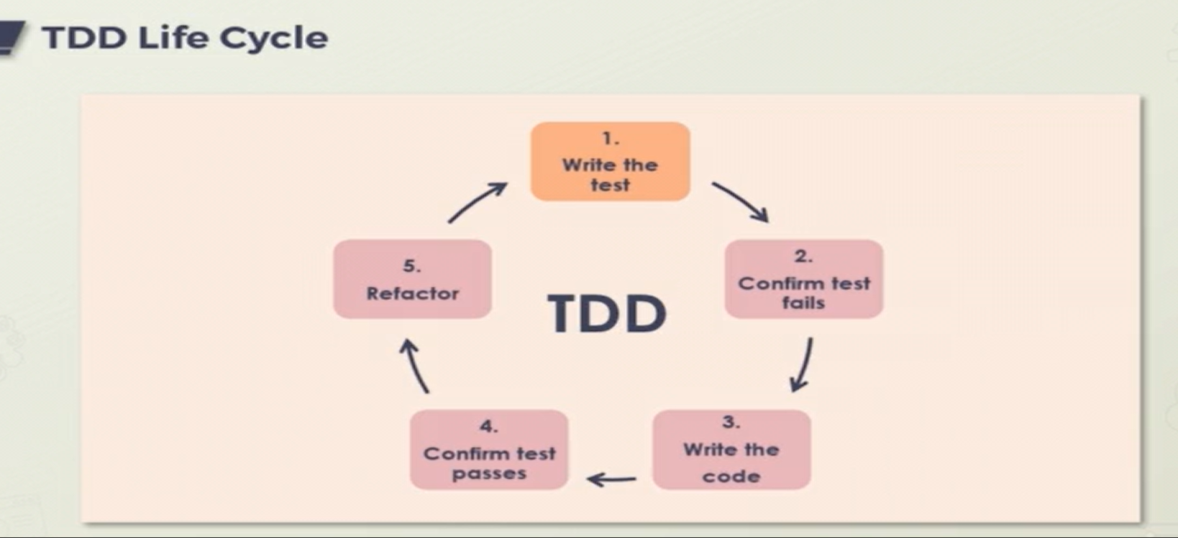 TDD Life Cycle
1.
Write the
test
2.
Confirm test
fails
3.
Write the
code
4.
Confirm test
passes
5.
Refactor
TDD